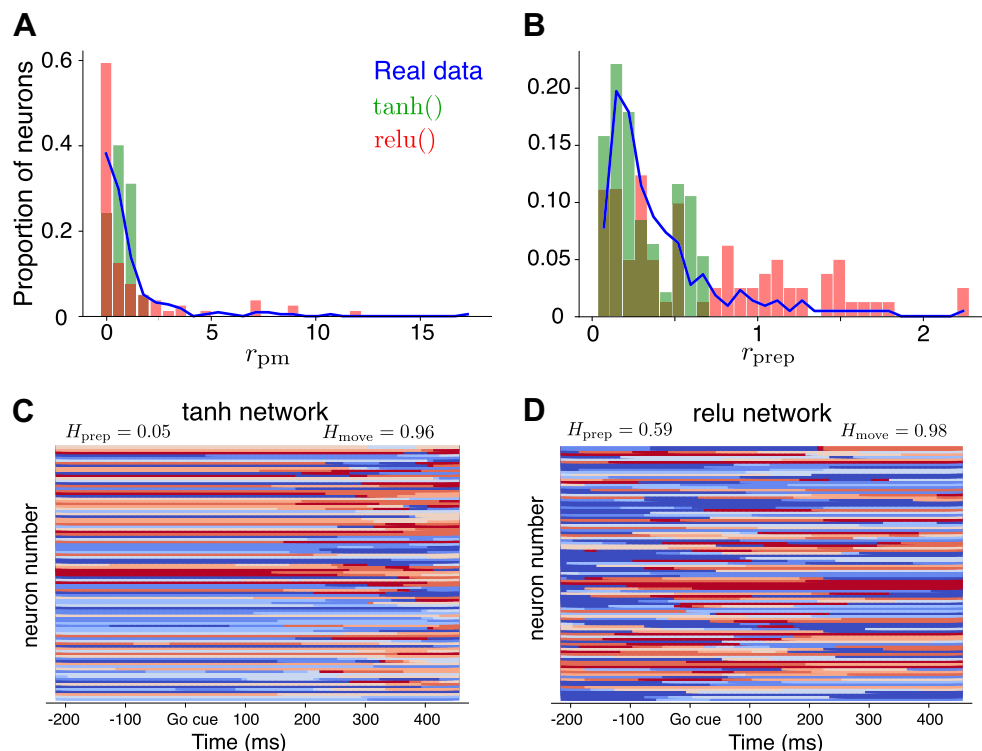 A
B
Proportion of neurons
0.6
0.4
0.2
0
0 5 10 15
r_pm
Real data
tanh()
relu()
0.20
0.15
0.10
0.05
0
0 1 2
r_prep
C
tanh network
H_prep = 0.05
H_move = 0.96
neuron number
-200 -100 Go cue 100 200 300 400
Time (ms)
D
relu network
H_prep = 0.59
H_move = 0.98
neuron number
-200 -100 Go cue 100 200 300 400
Time (ms)